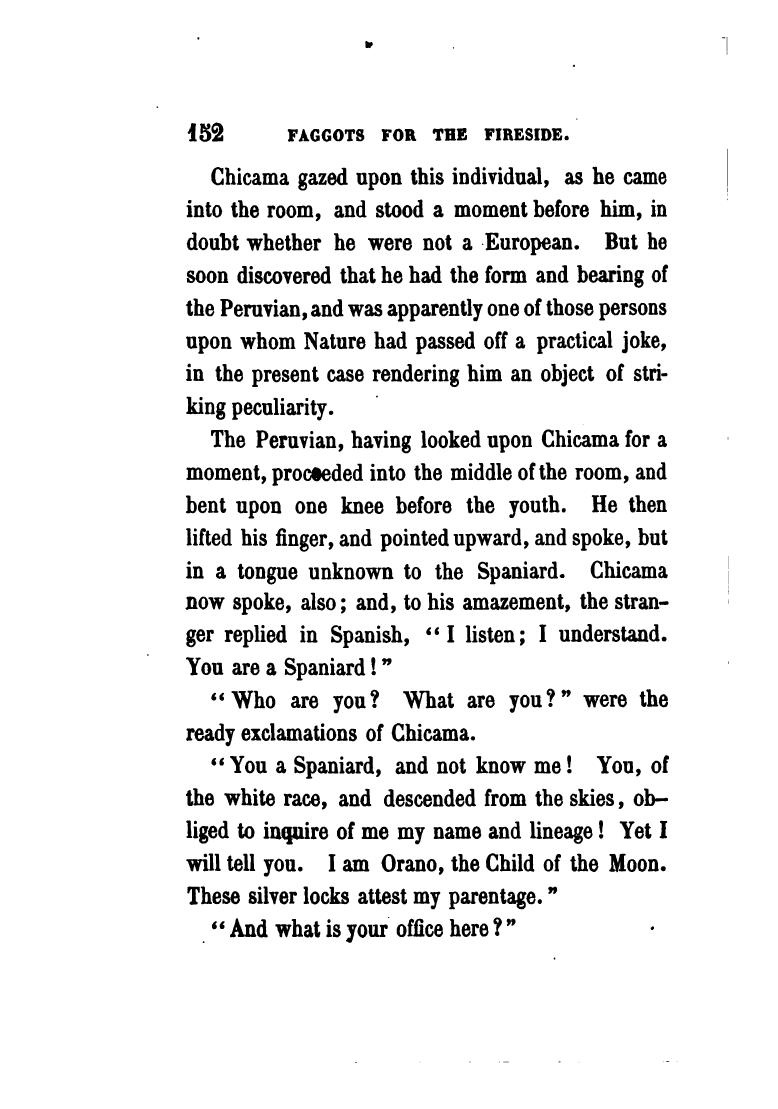 152 FAGGOTS FOR THE FIRESIDE.
Chicama gazed upon this individual, as he came
into the room, and stood a moment before him, in
doubt whether he were not a European. But he
soon discovered that he had the form and bearing of
the Peruvian, and was apparently one of those persons
upon whom Nature had passed off a practical joke,
in the present case rendering him an object of stri-
king peculiarity.
The Peruvian, having looked upon Chicama for a
moment, proceeded into the middle of the room, and
bent upon one knee before the youth. He then
lifted his finger, and pointed upward, and spoke, but
in a tongue unknown to the Spaniard. Chicama
now spoke, also; and, to his amazement, the stran-
ger replied in Spanish, "I listen; I understand.
You are a Spaniard!"
"Who are you? What are you?" were the
ready exclamations of Chicama.
"You a Spaniard, and not know me! You, of
the white race, and descended from the skies, ob-
liged to inquire of me my name and lineage! Yet I
will tell you. I am Orano, the Child of the Moon.
These silver locks attest my parentage."
"And what is your office here?"